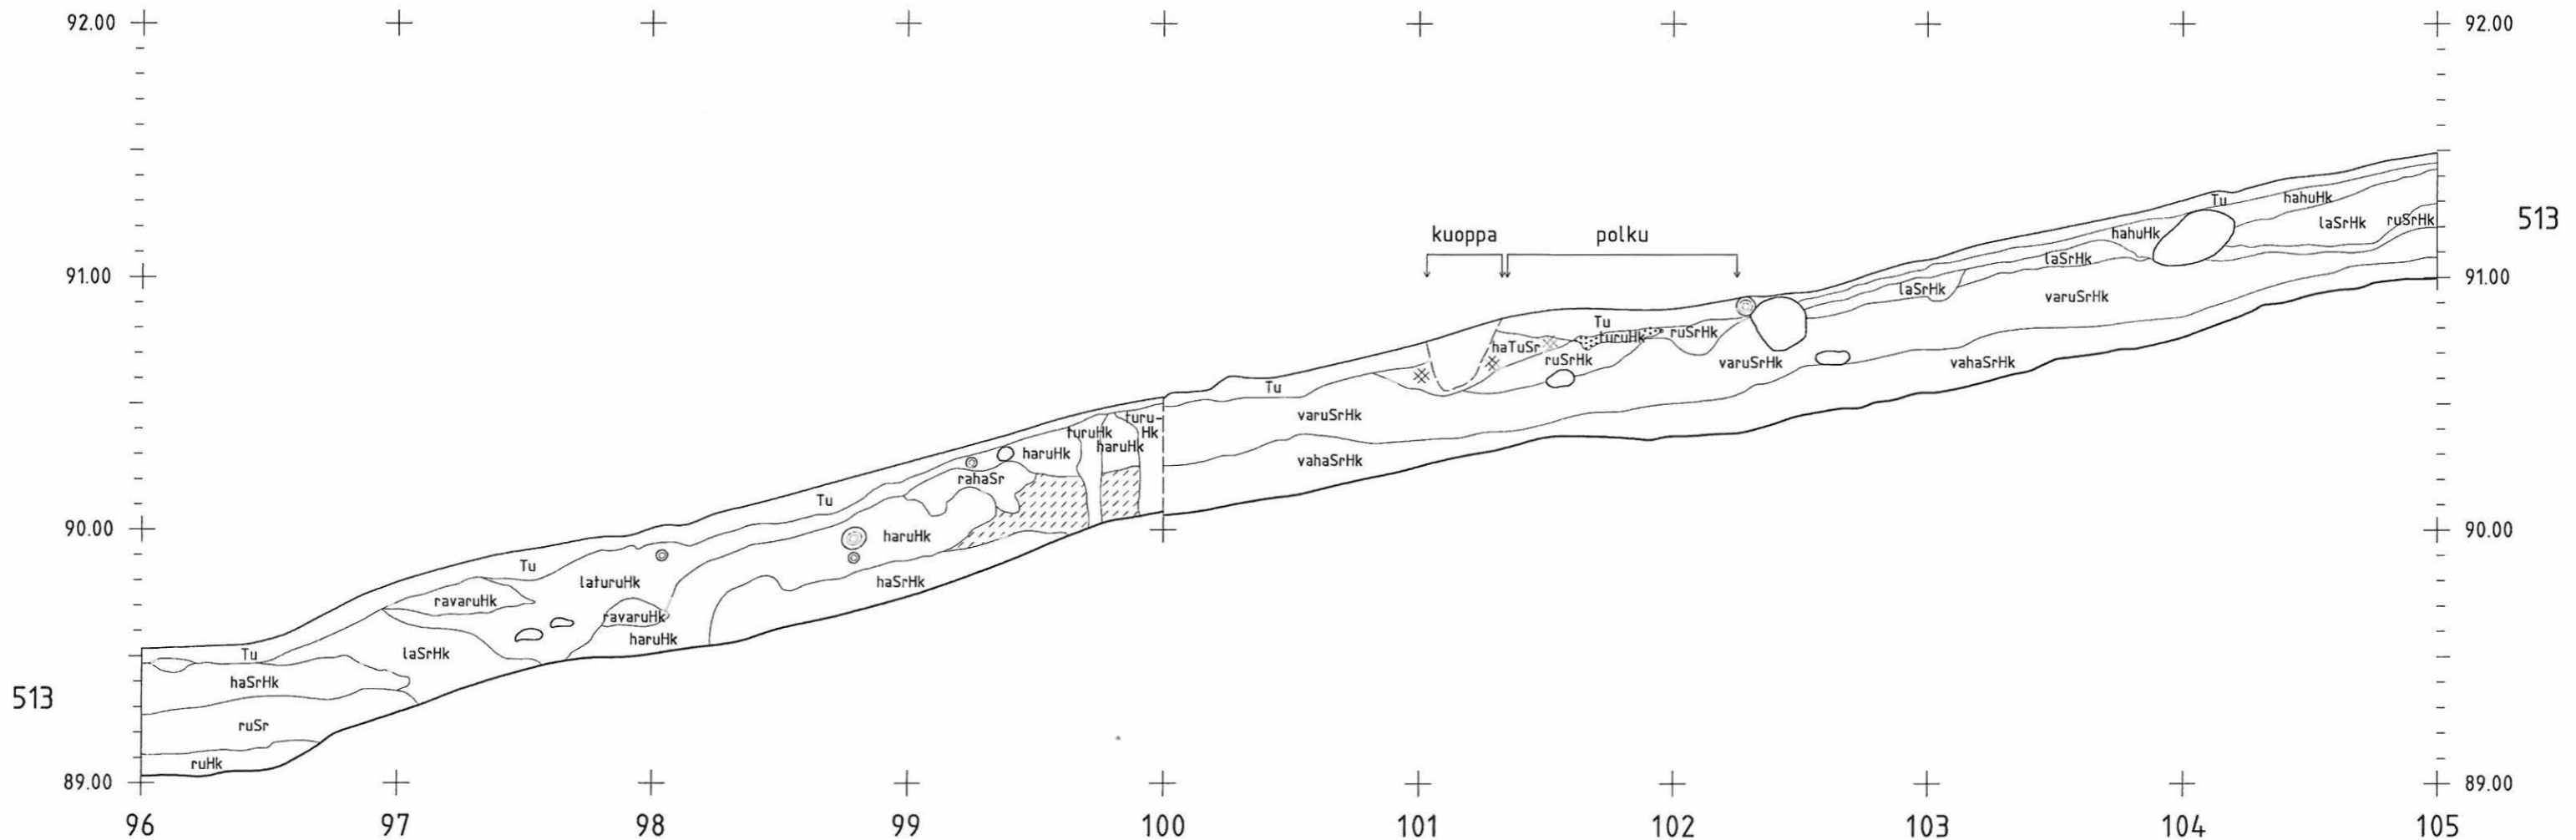 92.00
92.00
Tu
hahuHk
laSrHk
ruSrHk
513
kuoppa
polku
hahuHk
laSrHk
91.00
91.00
laSrHk
varuSrHk
Tu
turuHk
ruSrHk
haTuSr
ruSrHk
varuSrHk
vahaSrHk
Tu
varuSrHk
turu-
Hk
turuHk
haruHk
haruHk
vahaSrHk
rahaSr
Tu
90.00
90.00
haruHk
Tu
laturuHk
haSrHk
ravaruHk
ravaruHk
haruHk
Tu
laSrHk
haSrHk
513
ruSr
ruHk
89.00
89.00
96
97
98
99
100
101
102
103
104
105